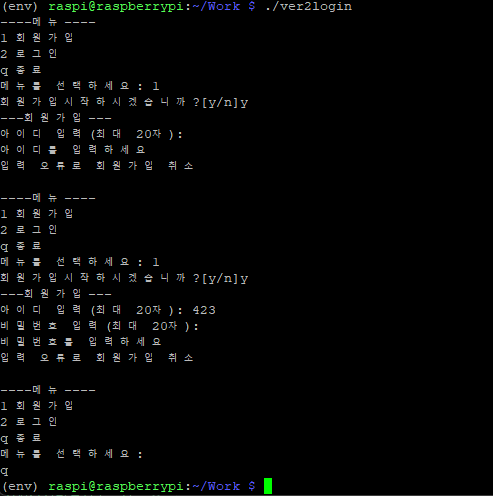 (env) raspi@raspberrypi:~/Work $ ./ver2login
----메뉴 ----
1 회원가입
2 로그인
q 종료
메뉴를 선택하세요 : 1
회원가입시작하시겠습니까 ?[y/n]y
---회원가입 ---
아이디 입력 (최대 20자 ):
아이디를 입력하세요
입력 오류로 회원가입 취소

----메뉴 ----
1 회원가입
2 로그인
q 종료
메뉴를 선택하세요 : 1
회원가입시작하시겠습니까 ?[y/n]y
---회원가입 ---
아이디 입력 (최대 20자 ): 423
비밀번호 입력 (최대 20자 ):
비밀번호를 입력하세요
입력 오류로 회원가입 취소

----메뉴 ----
1 회원가입
2 로그인
q 종료
메뉴를 선택하세요 :
q
(env) raspi@raspberrypi:~/Work $